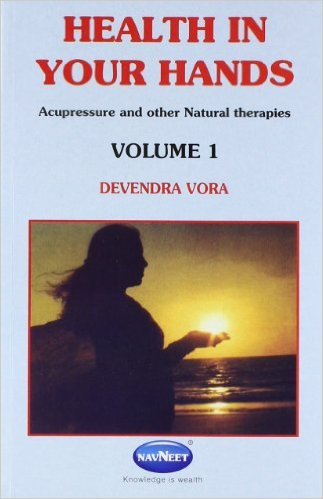 HEALTH IN
YOUR HANDS
Acupressure and other Natural therapies
VOLUME 1
DEVENDRA VORA
NAVNEET®
Knowledge is wealth